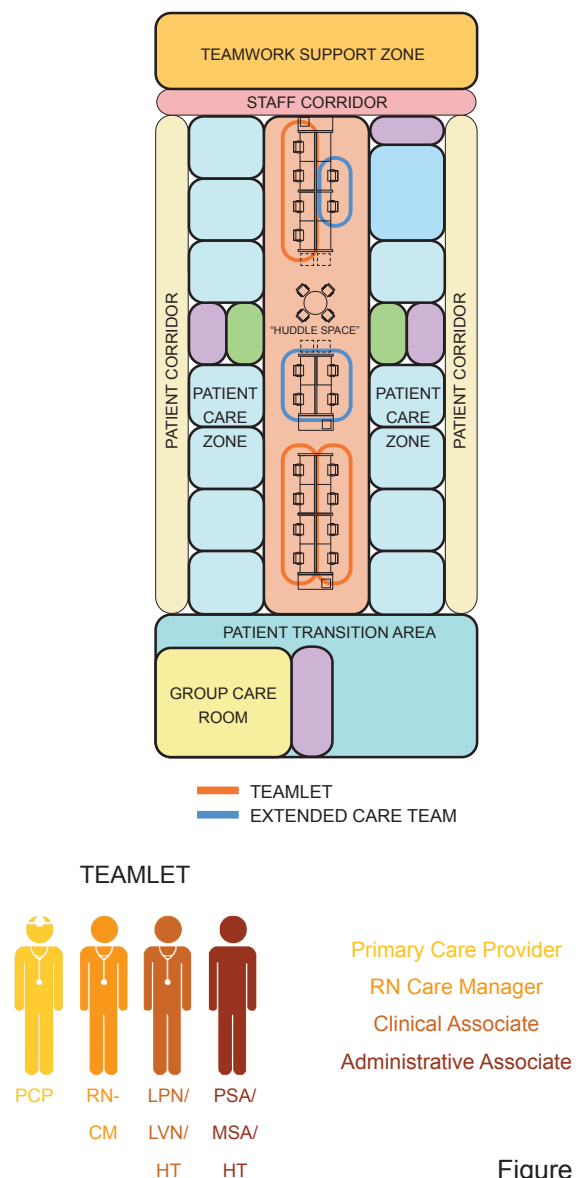 TEAMWORK SUPPORT ZONE
STAFF CORRIDOR
PATIENT CORRIDOR
PATIENT CORRIDOR
"HUDDLE SPACE"
PATIENT
CARE
ZONE
PATIENT
CARE
ZONE
PATIENT TRANSITION AREA
GROUP CARE
ROOM
TEAMLET
EXTENDED CARE TEAM
TEAMLET
Primary Care Provider
RN Care Manager
Clinical Associate
Administrative Associate
PCP
RN-
CM
LPN/
LVN/
HT
PSA/
MSA/
HT
Figure